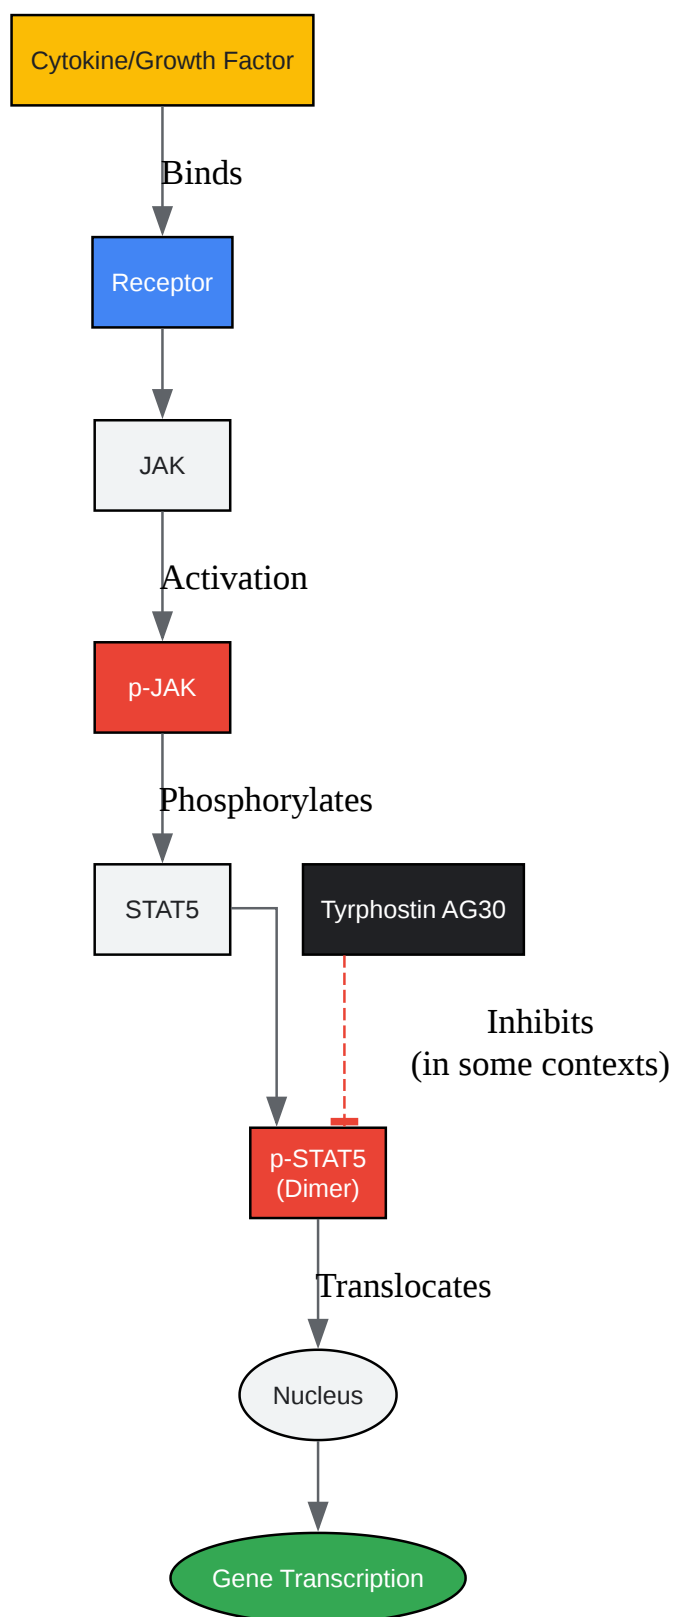 Cytokine/Growth Factor
Binds
Receptor
JAK
Activation
p-JAK
Phosphorylates
STAT5
Tyrphostin AG30
Inhibits
(in some contexts)
p-STAT5
(Dimer)
Translocates
Nucleus
Gene Transcription